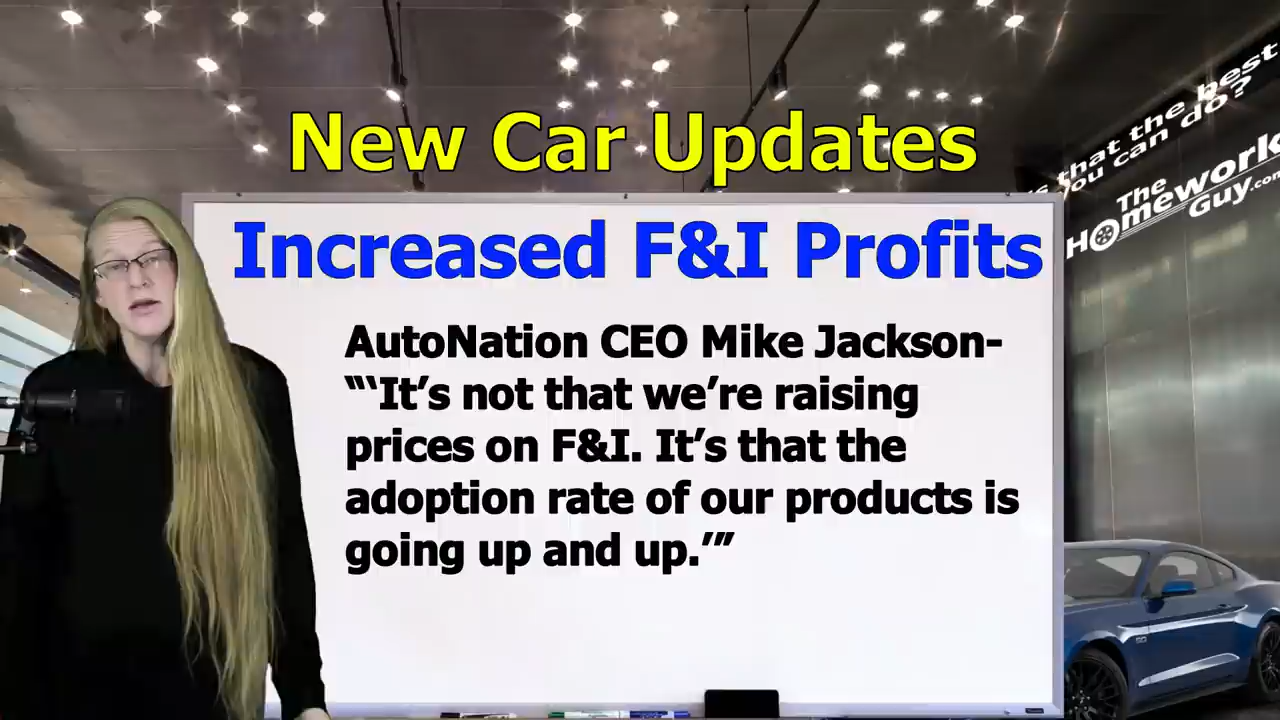 New Car Updates
Increased F&I Profits
AutoNation CEO Mike Jackson-
“‘It’s not that we’re raising
prices on F&I. It’s that the
adoption rate of our products is
going up and up.’”
that the best
you can do?
The
Homework
Guy.com